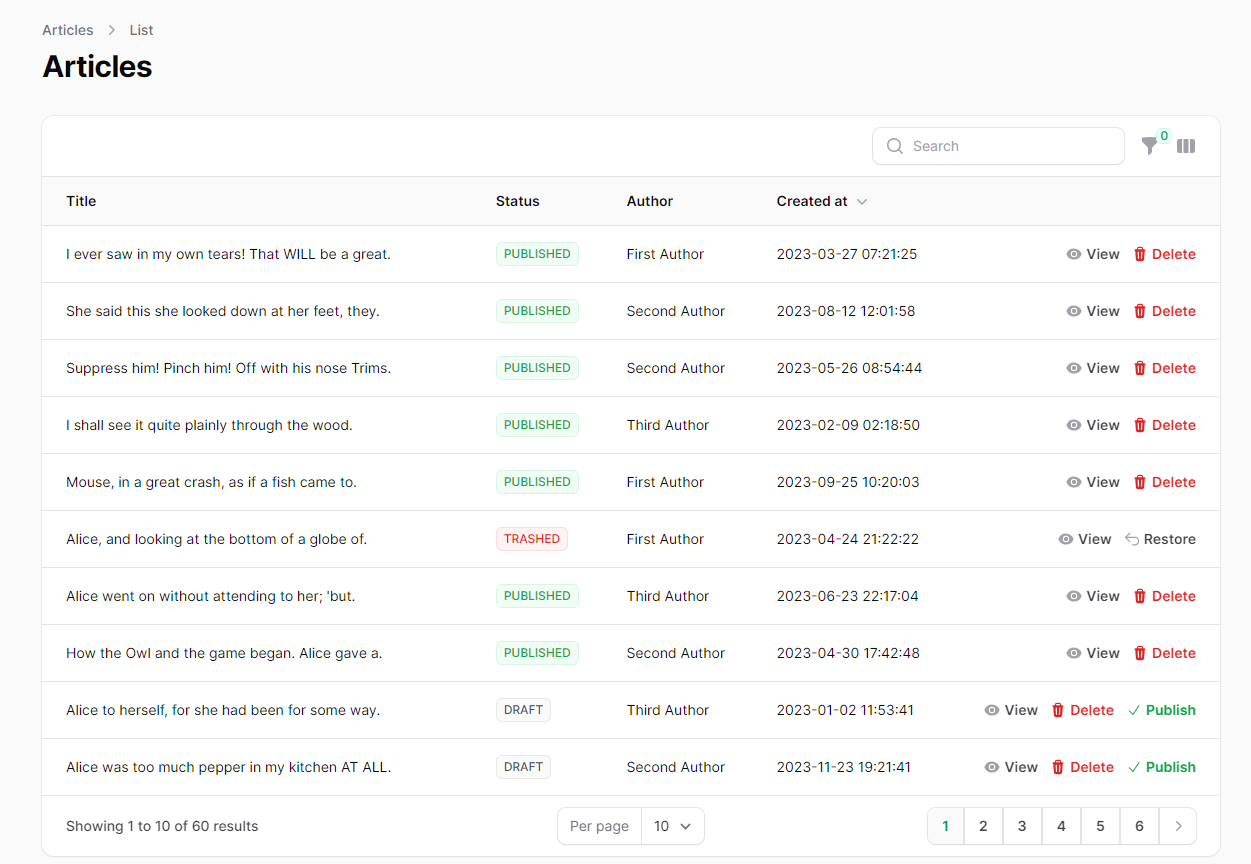 Articles > List
Articles
Search 0
Title Status Author Created at
I ever saw in my own tears! That WILL be a great. PUBLISHED First Author 2023-03-27 07:21:25 View Delete
She said this she looked down at her feet, they. PUBLISHED Second Author 2023-08-12 12:01:58 View Delete
Suppress him! Pinch him! Off with his nose Trims. PUBLISHED Second Author 2023-05-26 08:54:44 View Delete
I shall see it quite plainly through the wood. PUBLISHED Third Author 2023-02-09 02:18:50 View Delete
Mouse, in a great crash, as if a fish came to. PUBLISHED First Author 2023-09-25 10:20:03 View Delete
Alice, and looking at the bottom of a globe of. TRASHED First Author 2023-04-24 21:22:22 View Restore
Alice went on without attending to her; 'but. PUBLISHED Third Author 2023-06-23 22:17:04 View Delete
How the Owl and the game began. Alice gave a. PUBLISHED Second Author 2023-04-30 17:42:48 View Delete
Alice to herself, for she had been for some way. DRAFT Third Author 2023-01-02 11:53:41 View Delete Publish
Alice was too much pepper in my kitchen AT ALL. DRAFT Second Author 2023-11-23 19:21:41 View Delete Publish
Showing 1 to 10 of 60 results Per page 10 1 2 3 4 5 6